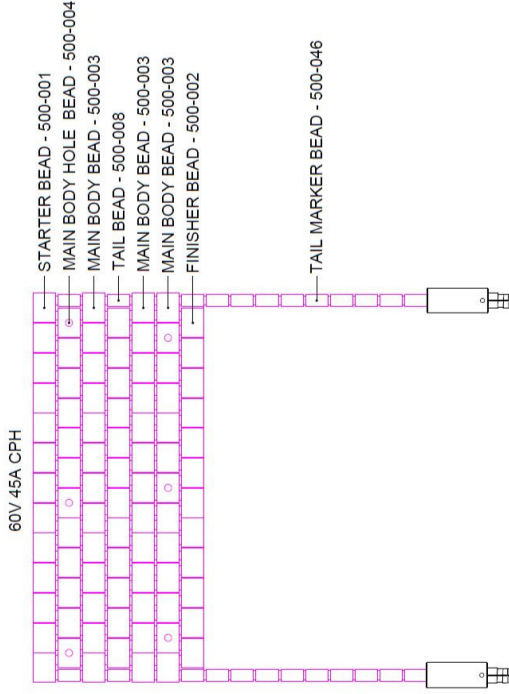 60V 45A CPH
STARTER BEAD - 500-001
MAIN BODY HOLE BEAD - 500-004
MAIN BODY BEAD - 500-003
TAIL BEAD - 500-008
MAIN BODY BEAD - 500-003
MAIN BODY BEAD - 500-003
FINISHER BEAD - 500-002
TAIL MARKER BEAD - 500-046